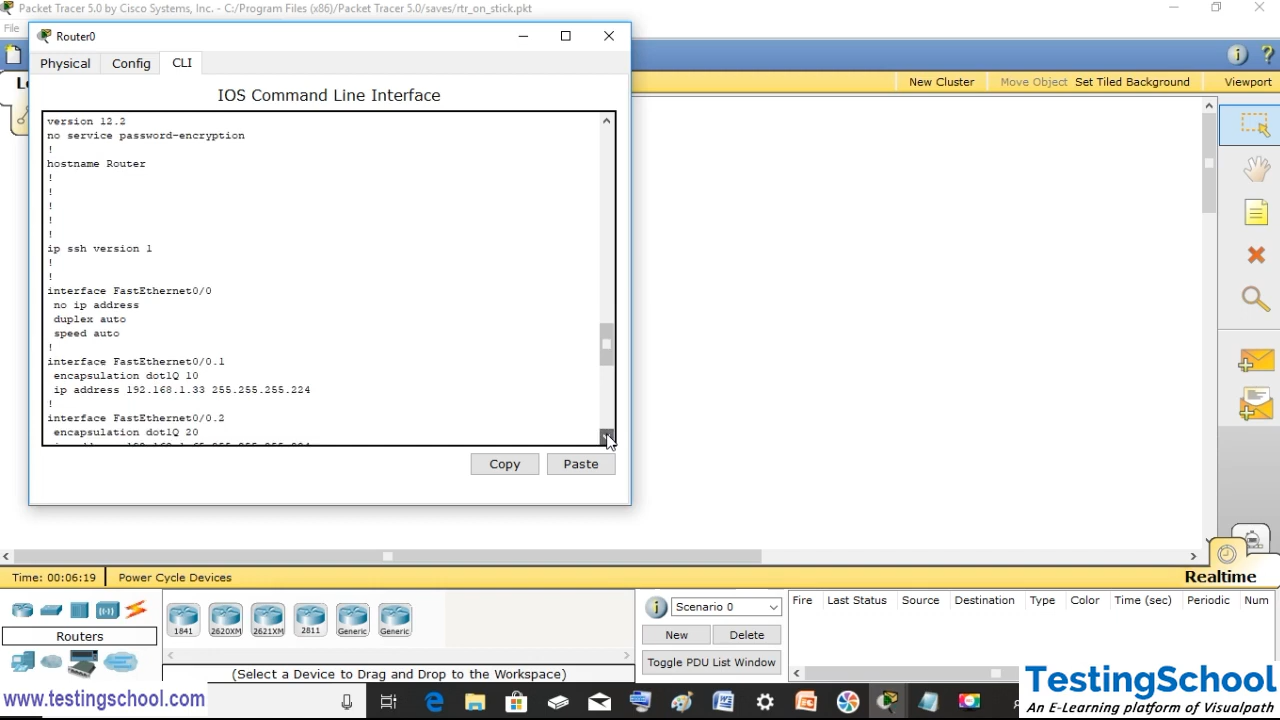 Packet Tracer 5.0 by Cisco Systems, Inc. - C:/Program Files (x86)/Packet Tracer 5.0/saves/rtr_on_stick.pkt
File
Router0
Physical
Config
CLI
New Cluster
Move Object
Set Tiled Background
Viewport
IOS Command Line Interface
version 12.2
no service password-encryption
!
hostname Router
!
!
!
!
!
ip ssh version 1
!
!
interface FastEthernet0/0
no ip address
duplex auto
speed auto
!
interface FastEthernet0/0.1
encapsulation dot1Q 10
ip address 192.168.1.33 255.255.255.224
!
interface FastEthernet0/0.2
encapsulation dot1Q 20
Copy
Paste
Time: 00:06:19
Power Cycle Devices
Realtime
Routers
1841
2620XM
2621XM
2811
Generic
Generic
(Select a Device to Drag and Drop to the Workspace)
Scenario 0
New
Delete
Toggle PDU List Window
Fire
Last Status
Source
Destination
Type
Color
Time (sec)
Periodic
Num
www.testingschool.com
TestingSchool
An E-Learning platform of Visualpath